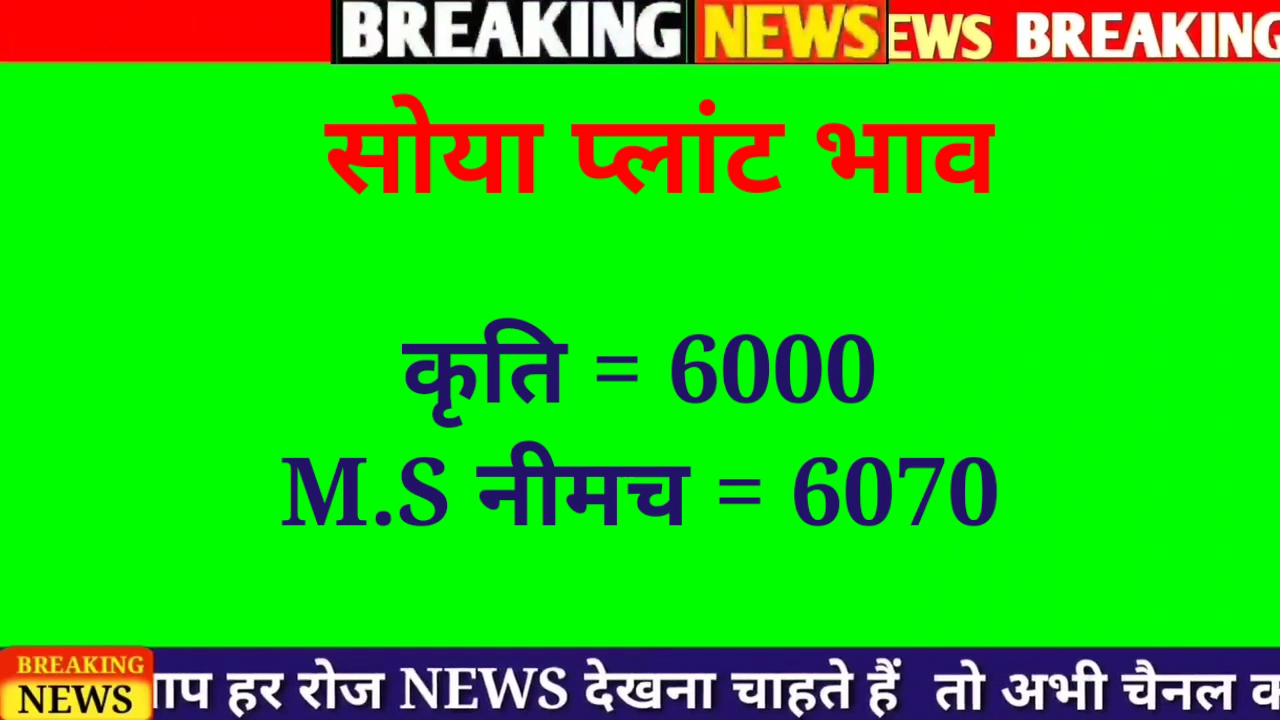 BREAKING NEWS EWS BREAKING
सोया प्लांट भाव
कृति = 6000
M.S नीमच = 6070
BREAKING
NEWS
हर रोज NEWS देखना चाहते हैं तो अभी चैनल